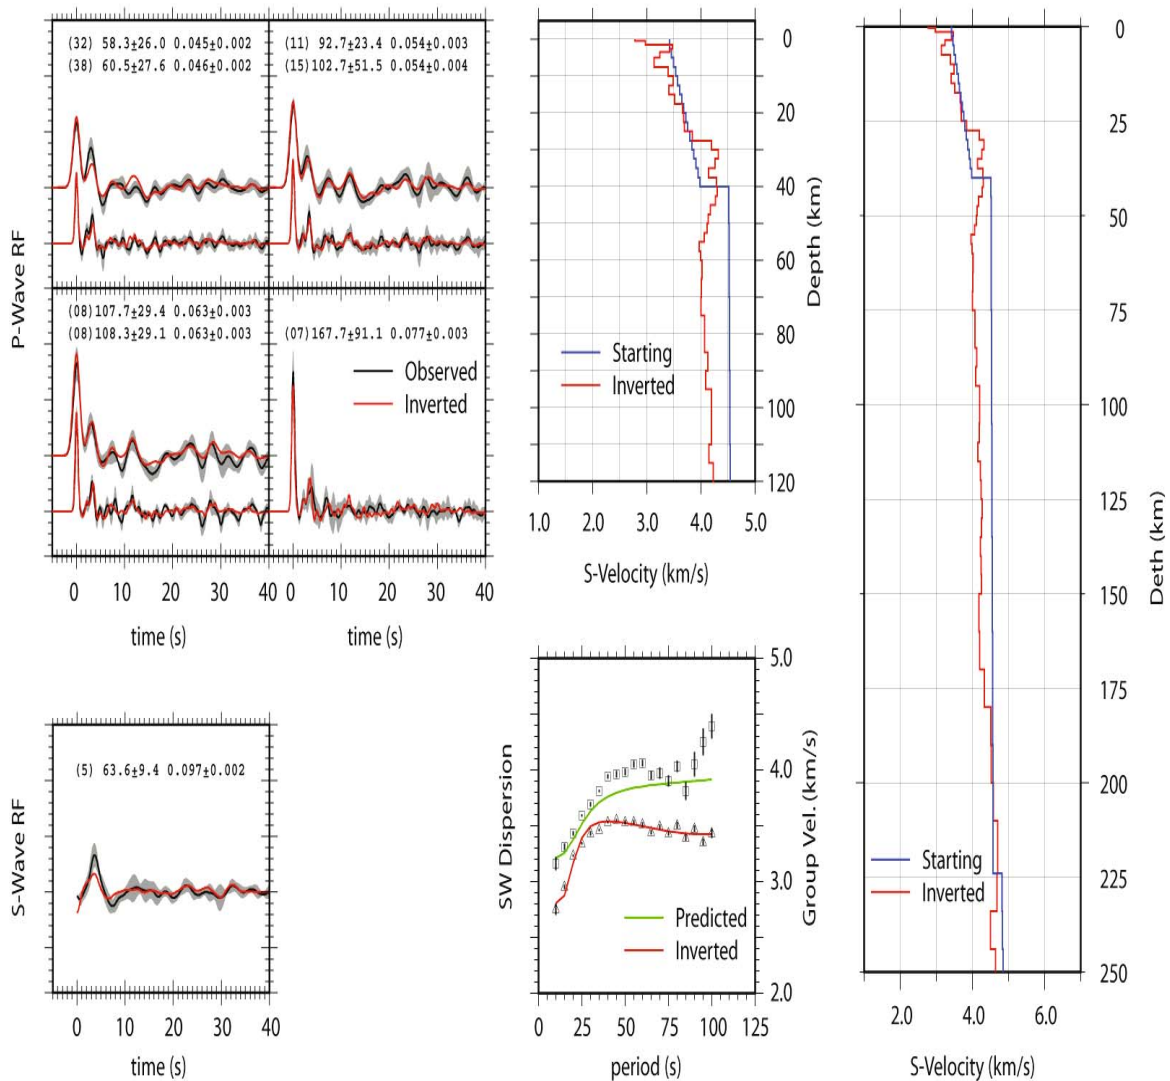 P-Wave RF
(32) 58.3±26.0 0.045±0.002
(38) 60.5±27.6 0.046±0.002
(11) 92.7±23.4 0.054±0.003
(15)102.7±51.5 0.054±0.004
(08)107.7±29.4 0.063±0.003
(08)108.3±29.1 0.063±0.003
(07)167.7±91.1 0.077±0.003
Observed
Inverted
0 10 20 30 40
0 10 20 30 40
time (s)
time (s)
0
20
40
60
80
100
120
Depth (km)
Starting
Inverted
1.0 2.0 3.0 4.0 5.0
S-Velocity (km/s)
0
25
50
75
100
125
150
175
200
225
250
Deth (km)
Starting
Inverted
2.0 4.0 6.0
S-Velocity (km/s)
S-Wave RF
(5) 63.6±9.4 0.097±0.002
0 10 20 30 40
time (s)
SW Dispersion
5.0
4.0
3.0
2.0
Group Vel. (km/s)
Predicted
Inverted
0 25 50 75 100 125
period (s)